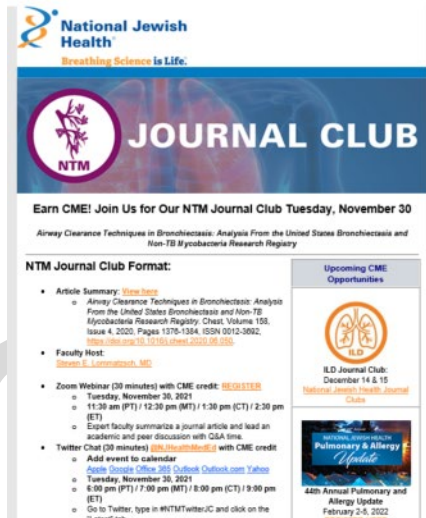 National Jewish
Health®
Breathing Science is Life.
NTM
JOURNAL CLUB
Earn CME! Join Us for Our NTM Journal Club Tuesday, November 30
Airway Clearance Techniques in Bronchiectasis: Analysis From the United States Bronchiectasis and
Non-TB Mycobacteria Research Registry
NTM Journal Club Format:
Article Summary: View here
Airway Clearance Techniques in Bronchiectasis: Analysis
From the United States Bronchiectasis and Non-TB
Mycobacteria Research Registry. Chest, Volume 158,
Issue 4, 2020, Pages 1376-1384, ISSN 0012-3692,
https://doi.org/10.1016/j.chest.2020.06.050.
Faculty Host:
Steven E. Lommatzsch, MD
Zoom Webinar (30 minutes) with CME credit: REGISTER
Tuesday, November 30, 2021
11:30 am (PT) / 12:30 pm (MT) / 1:30 pm (CT) / 2:30 pm
(ET)
Expert faculty summarize a journal article and lead an
academic and peer discussion with Q&A time.
Twitter Chat (30 minutes) @NJHealthMedEd with CME credit
Add event to calendar
Apple Google Office 365 Outlook Outlook.com Yahoo
Tuesday, November 30, 2021
6:00 pm (PT) / 7:00 pm (MT) / 8:00 pm (CT) / 9:00 pm
(ET)
Go to Twitter, type in #NTMTwitterJC and click on the
Upcoming CME
Opportunities
ILD
ILD Journal Club:
December 14 & 15
National Jewish Health Journal
Clubs
NATIONAL JEWISH HEALTH
Pulmonary & Allergy
Update
44th Annual Pulmonary and
Allergy Update
February 2-5, 2022